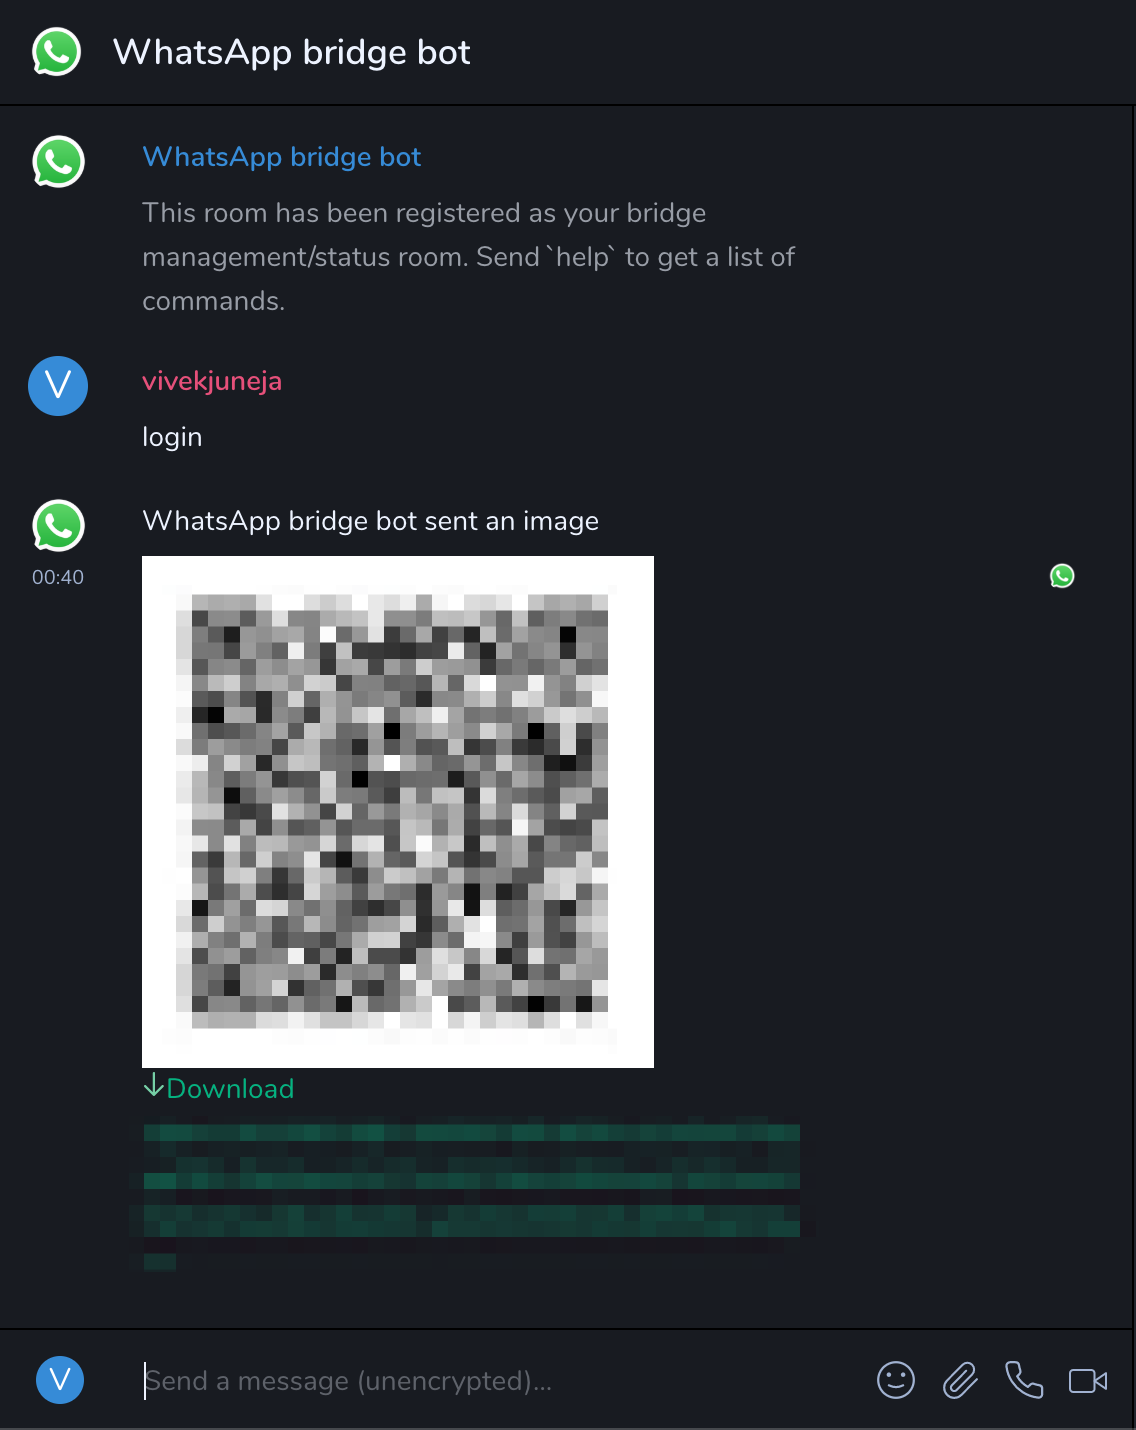 WhatsApp bridge bot
WhatsApp bridge bot
This room has been registered as your bridge
management/status room. Send `help` to get a list of
commands.
V
vivekjuneja
login
WhatsApp bridge bot sent an image
00:40
Download
V
Send a message (unencrypted)...